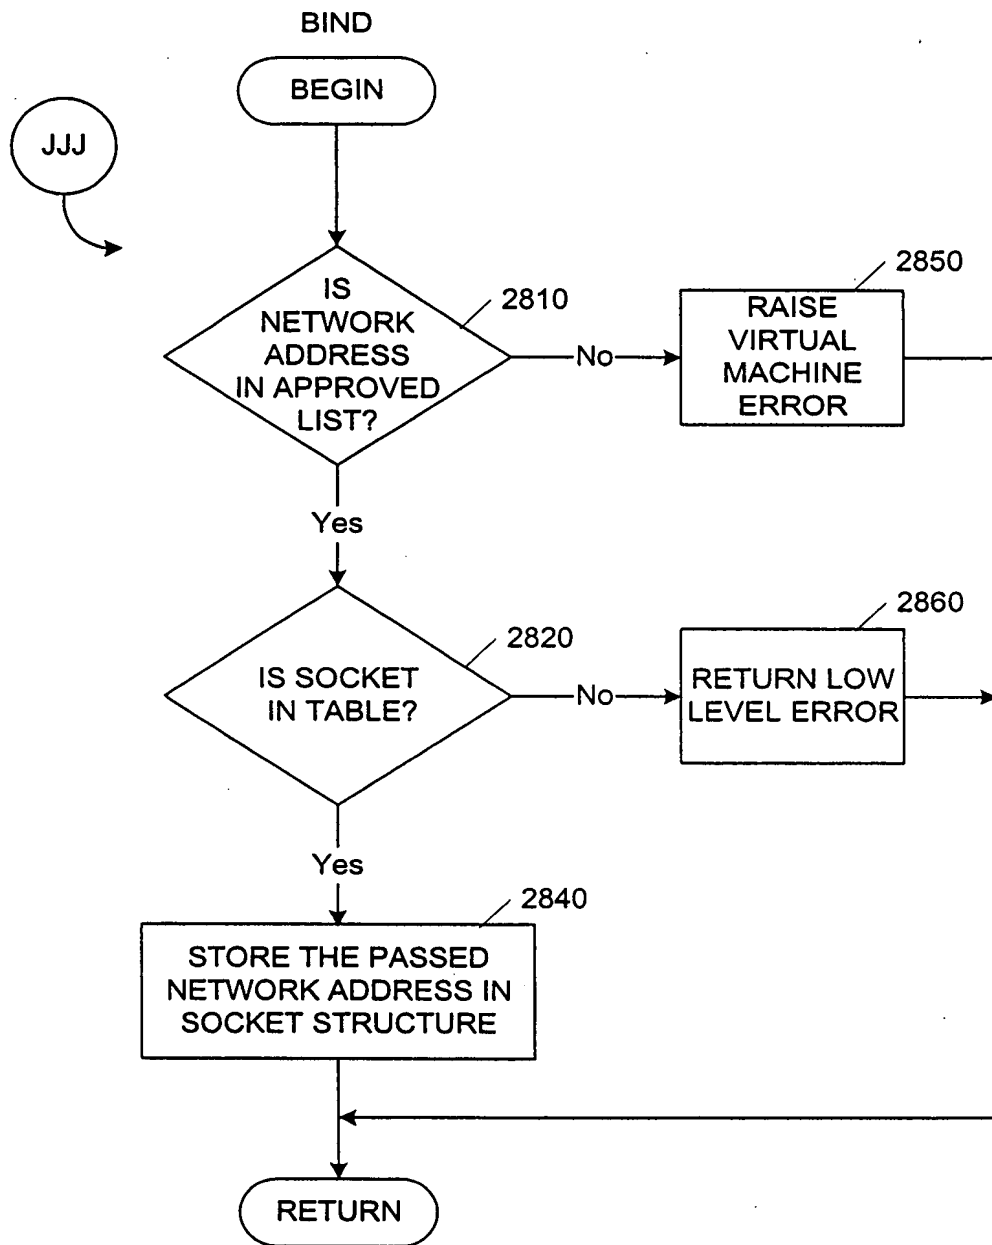 BIND
BEGIN
JJJ
IS
NETWORK
ADDRESS
IN APPROVED
LIST?
2810
No
2850
RAISE
VIRTUAL
MACHINE
ERROR
Yes
IS SOCKET
IN TABLE?
2820
No
2860
RETURN LOW
LEVEL ERROR
Yes
2840
STORE THE PASSED
NETWORK ADDRESS IN
SOCKET STRUCTURE
RETURN